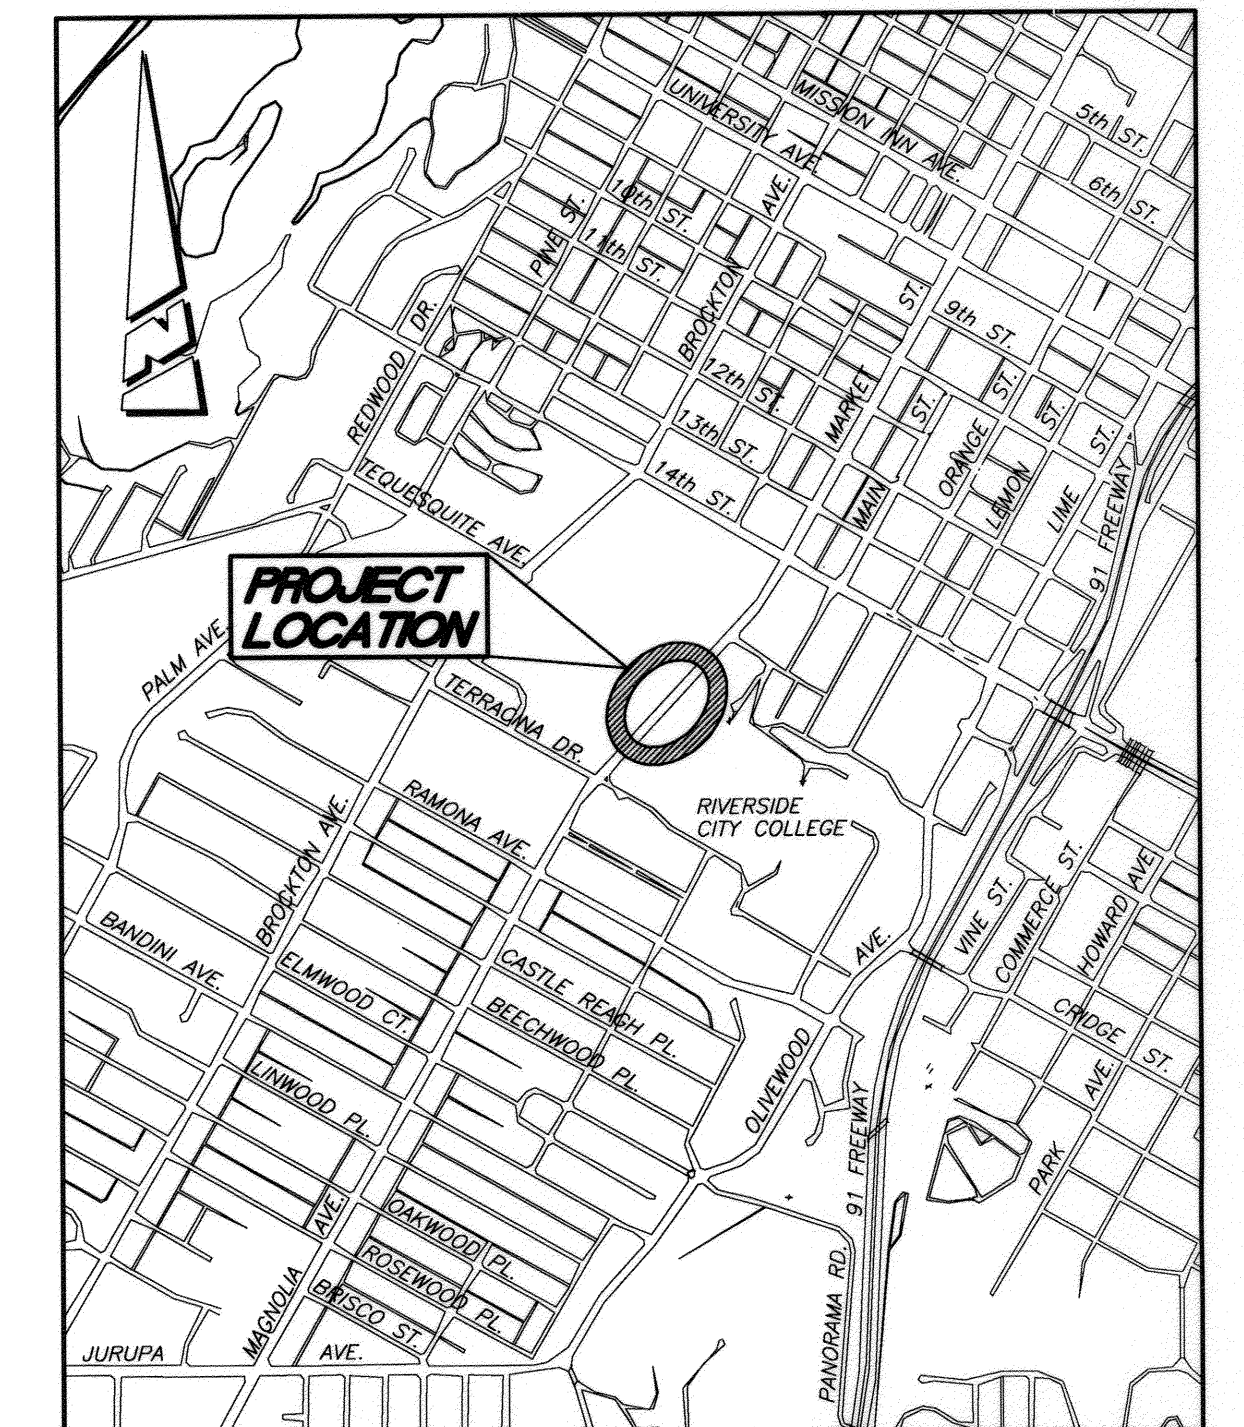 UNIVERSITY AVE.
MISSION INN AVE.
5th ST.
6th ST.
10th ST.
11th ST.
PINE ST.
BROCKTON AVE.
9th ST.
REDWOOD DR.
12th ST.
13th ST.
14th ST.
MARKET ST.
MAIN ST.
ORANGE ST.
LEMON ST.
LIME ST.
91 FREEWAY
TEQUESQUITE AVE.
PROJECT
LOCATION
PALM AVE.
TERRACINA DR.
RAMONA AVE.
RIVERSIDE
CITY COLLEGE
BROCKTON AVE.
BANDINI AVE.
ELMWOOD CT.
CASTLE REAGH PL.
BEECHWOOD PL.
OLIVEWOOD AVE.
VINE ST.
COMMERCE ST.
HOWARD AVE.
CRIDGE ST.
LINWOOD PL.
91 FREEWAY
PARK AVE.
OAKWOOD PL.
ROSEWOOD PL.
BRISCO ST.
MAGNOLIA AVE.
PANORAMA RD.
JURUPA AVE.